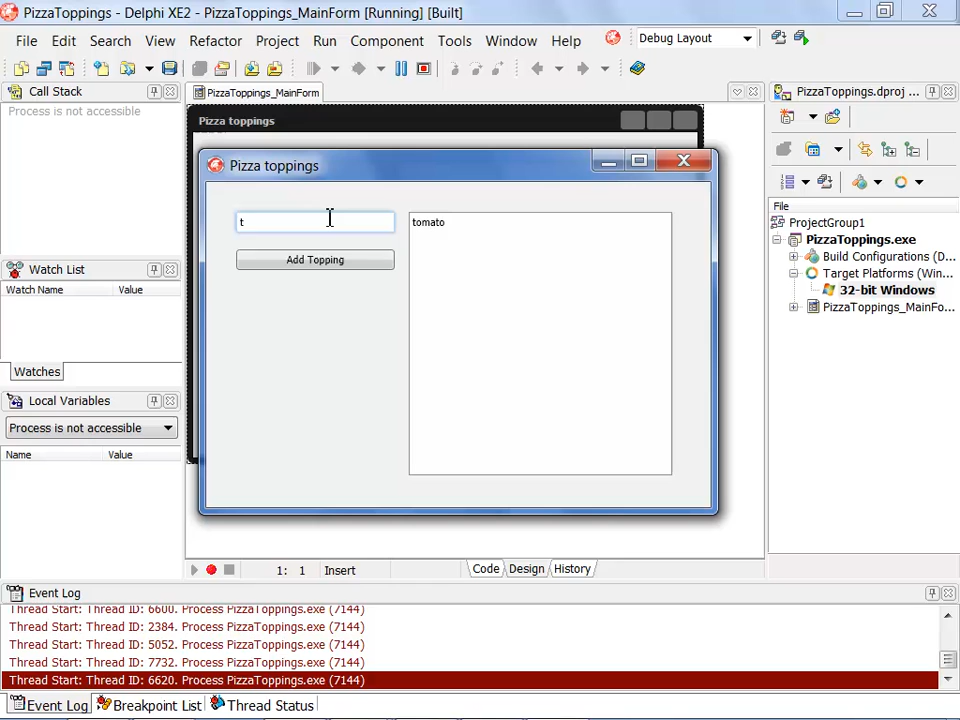 PizzaToppings - Delphi XE2 - PizzaToppings_MainForm [Running] [Built]
File Edit Search View Refactor Project Run Component Tools Window Help Debug Layout
Call Stack
PizzaToppings_MainForm
PizzaToppings.dproj ...
Process is not accessible
Pizza toppings
Pizza toppings
t
tomato
Add Topping
File
ProjectGroup1
PizzaToppings.exe
Build Configurations (D...
Target Platforms (Win...
32-bit Windows
PizzaToppings_MainFo...
Watch List
Watch Name Value
Watches
Local Variables
Process is not accessible
Name Value
1: 1 Insert Code Design History
Event Log
Thread Start: Thread ID: 6600. Process PizzaToppings.exe (7144)
Thread Start: Thread ID: 2384. Process PizzaToppings.exe (7144)
Thread Start: Thread ID: 5052. Process PizzaToppings.exe (7144)
Thread Start: Thread ID: 7732. Process PizzaToppings.exe (7144)
Thread Start: Thread ID: 6620. Process PizzaToppings.exe (7144)
Event Log Breakpoint List Thread Status